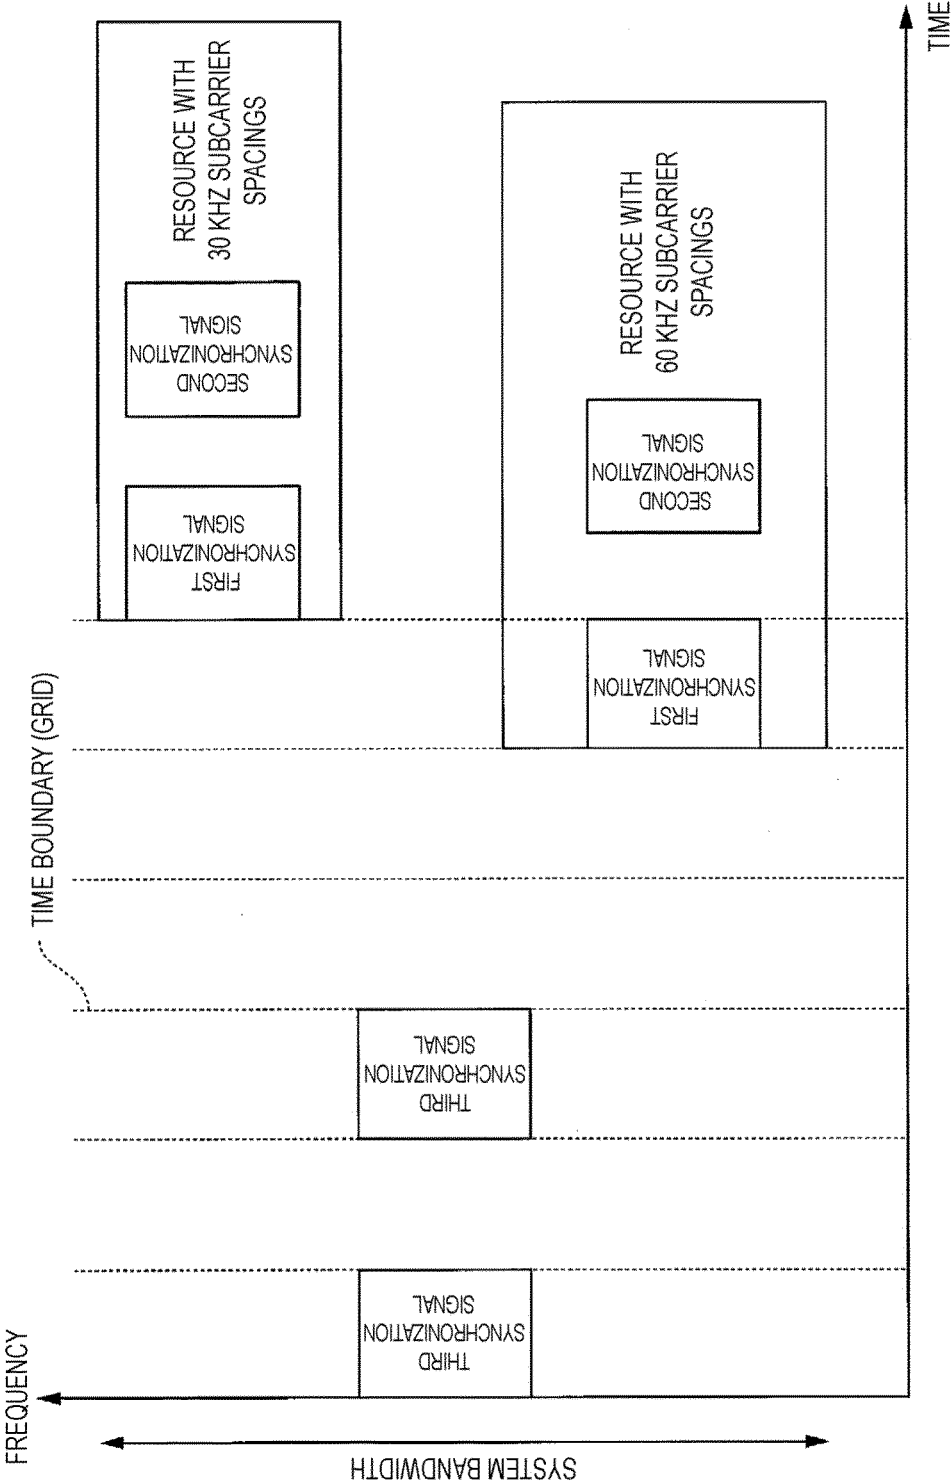 FREQUENCY
SYSTEM BANDWIDTH
TIME BOUNDARY (GRID)
RESOURCE WITH
30 KHZ SUBCARRIER
SPACINGS
FIRST
SYNCHRONIZATION
SIGNAL
SECOND
SYNCHRONIZATION
SIGNAL
THIRD
SYNCHRONIZATION
SIGNAL
THIRD
SYNCHRONIZATION
SIGNAL
RESOURCE WITH
60 KHZ SUBCARRIER
SPACINGS
FIRST
SYNCHRONIZATION
SIGNAL
SECOND
SYNCHRONIZATION
SIGNAL
TIME